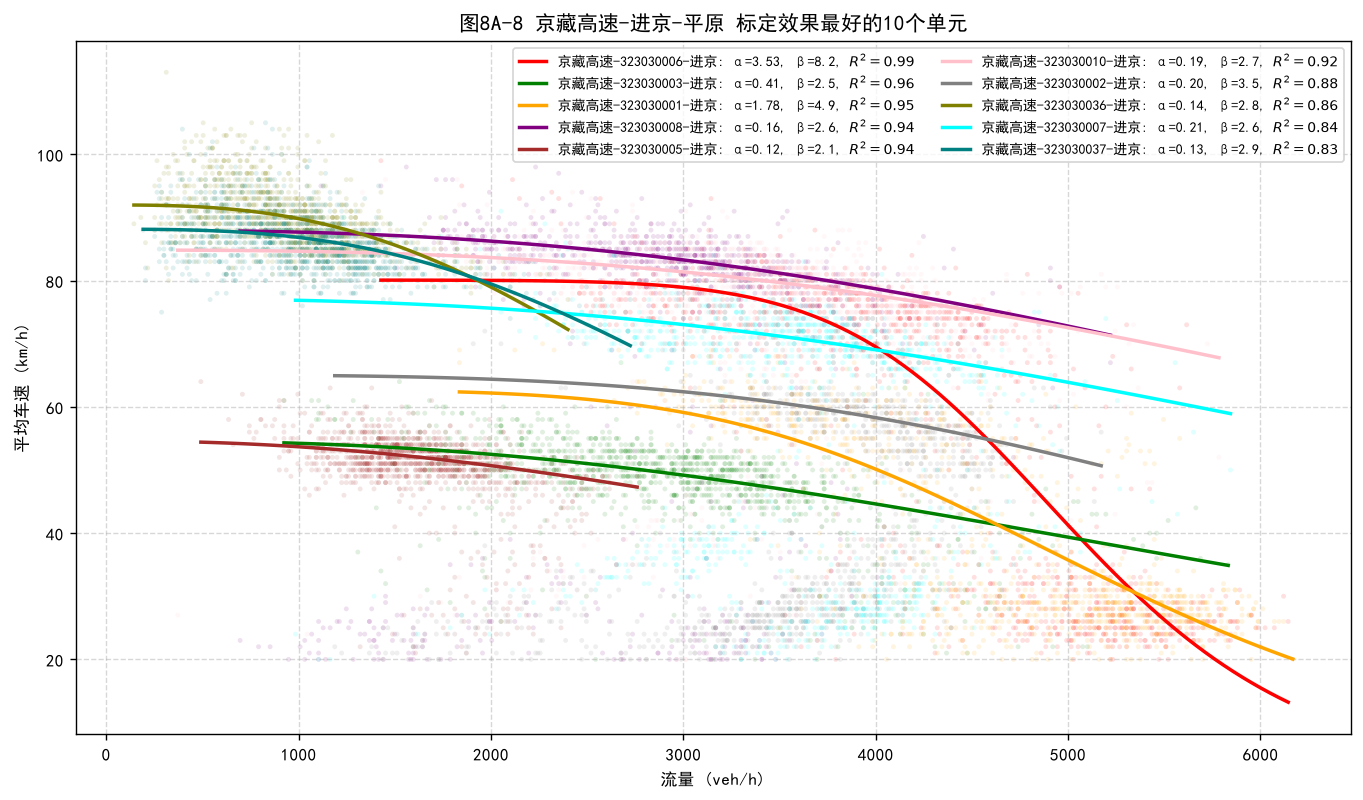 图8A-8 京藏高速-进京-平原 标定效果最好的10个单元
京藏高速-323030006-进京: α=3.53, β=8.2, R²=0.99
京藏高速-323030003-进京: α=0.41, β=2.5, R²=0.96
京藏高速-323030001-进京: α=1.78, β=4.9, R²=0.95
京藏高速-323030008-进京: α=0.16, β=2.6, R²=0.94
京藏高速-323030005-进京: α=0.12, β=2.1, R²=0.94
京藏高速-323030010-进京: α=0.19, β=2.7, R²=0.92
京藏高速-323030002-进京: α=0.20, β=3.5, R²=0.88
京藏高速-323030036-进京: α=0.14, β=2.8, R²=0.86
京藏高速-323030007-进京: α=0.21, β=2.6, R²=0.84
京藏高速-323030037-进京: α=0.13, β=2.9, R²=0.83
平均车速 (km/h)
100
80
60
40
20
0 1000 2000 3000 4000 5000 6000
流量 (veh/h)